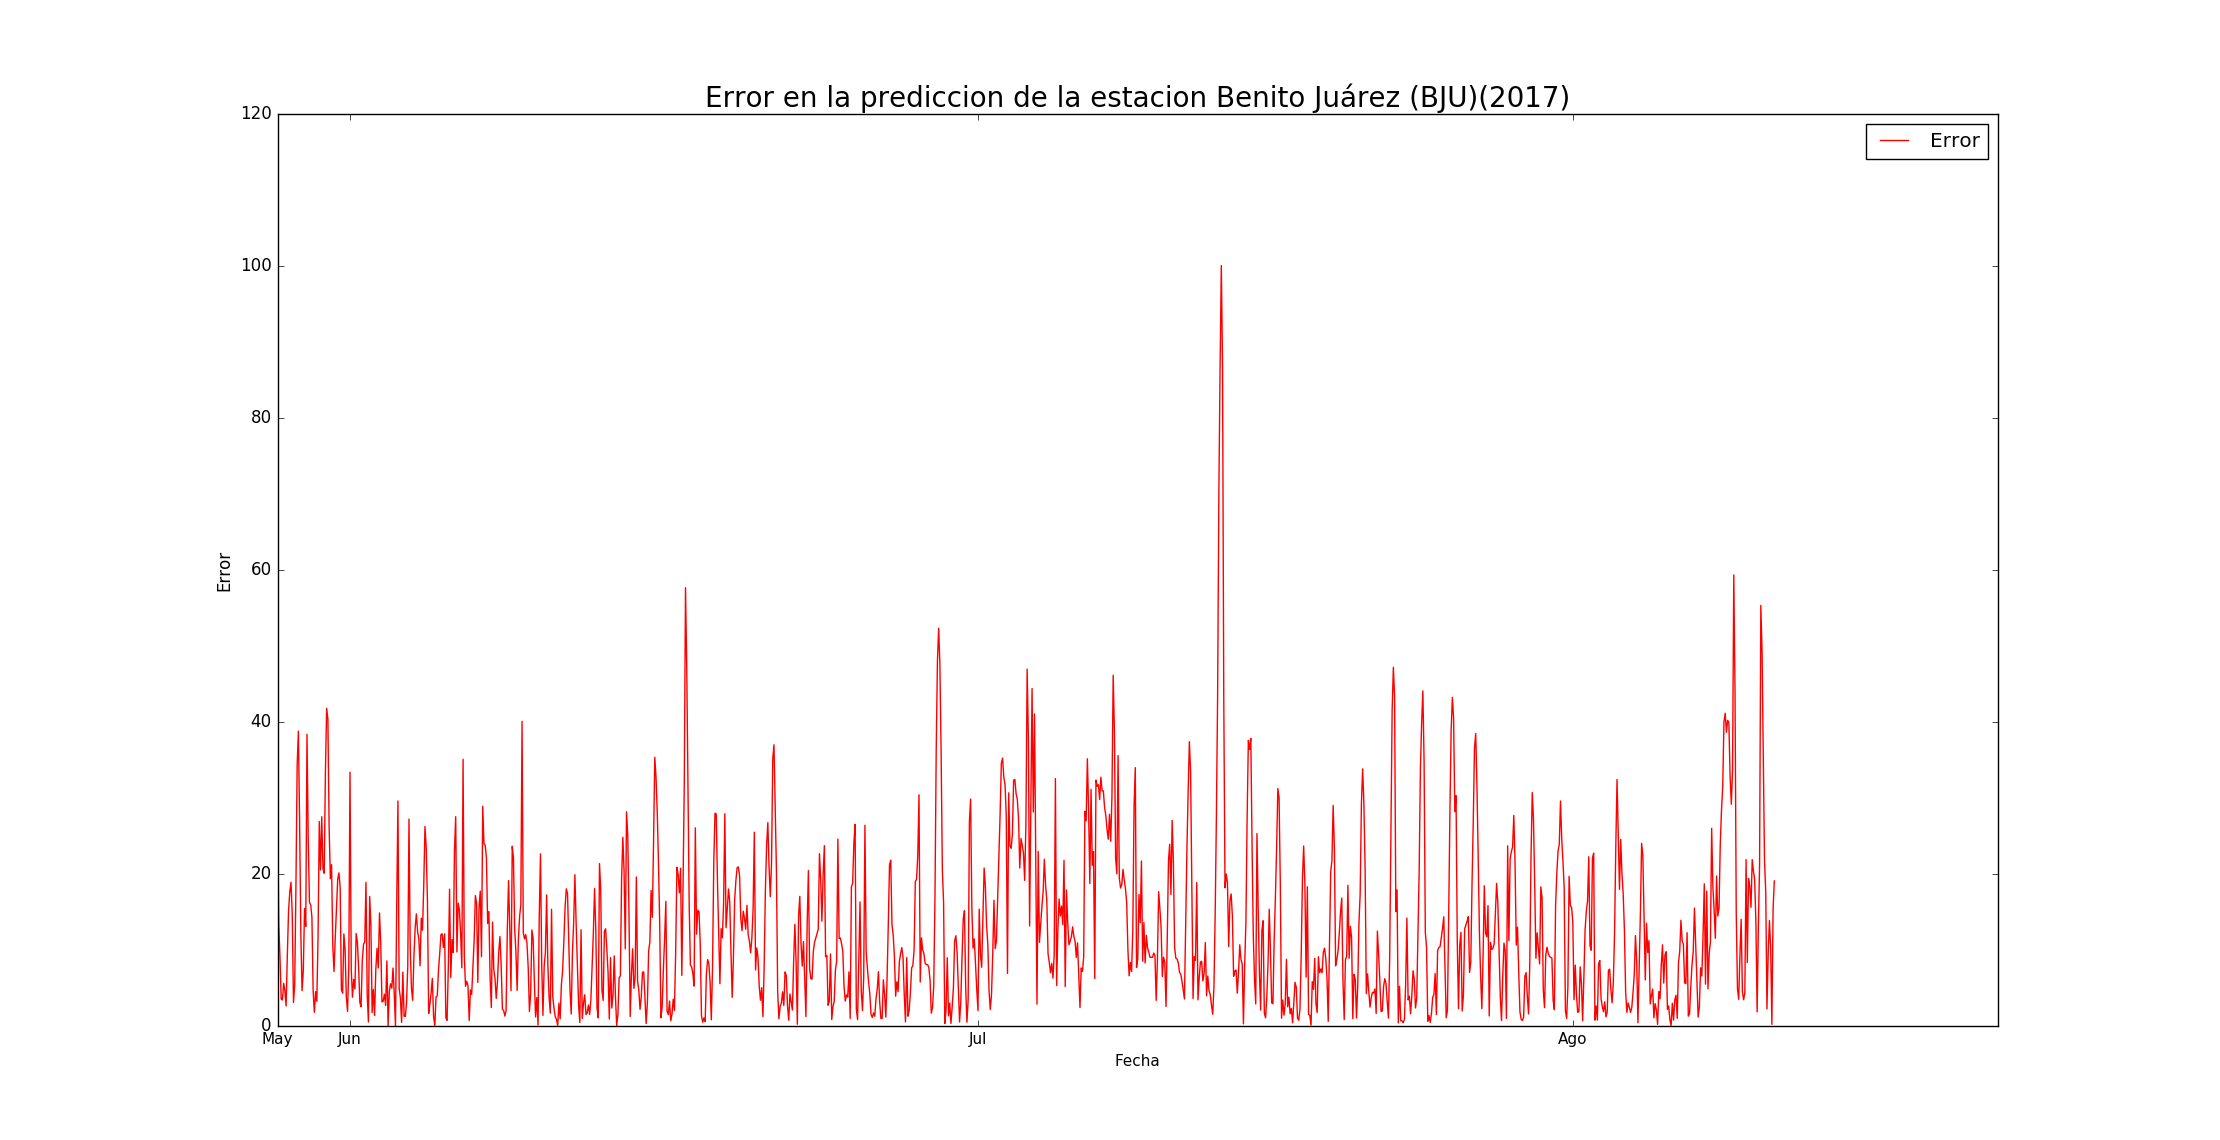 Error en la prediccion de la estacion Benito Juárez (BJU)(2017)
120
100
80
60
40
20
0
Error
Error
May Jun Jul Ago
Fecha